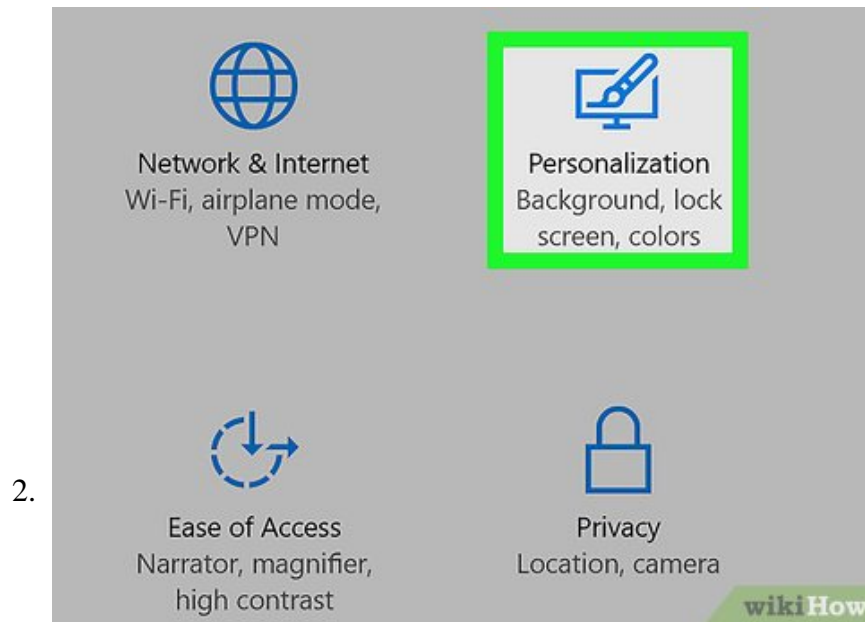 Network & Internet
Wi-Fi, airplane mode,
VPN
Personalization
Background, lock
screen, colors
2.
Ease of Access
Narrator, magnifier,
high contrast
Privacy
Location, camera
wikiHow